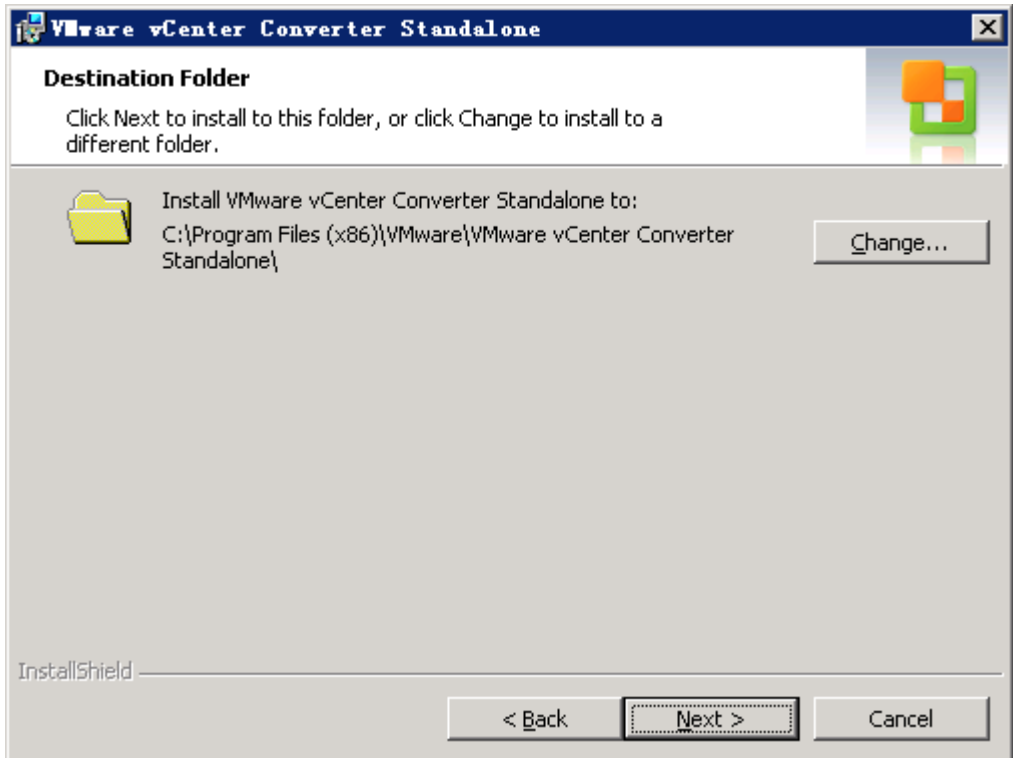 VMware vCenter Converter Standalone
Destination Folder
Click Next to install to this folder, or click Change to install to a
different folder.
Install VMware vCenter Converter Standalone to:
C:\Program Files (x86)\VMware\VMware vCenter Converter
Standalone\
Change...
InstallShield
< Back
Next >
Cancel